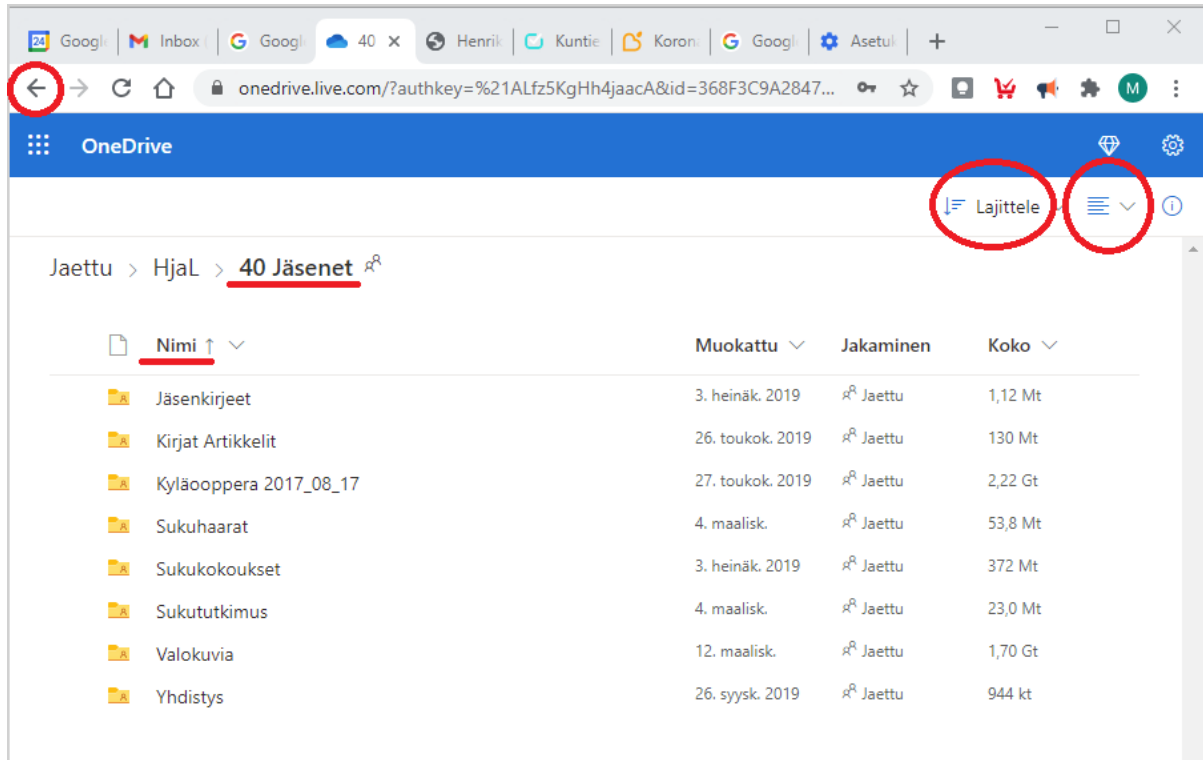 24 Googl M Inbox G Googl 40 Henrik Kuntie Koron G Googl Asetuk
onedrive.live.com/?authkey=%21ALfz5KgHh4jaacA&id=368F3C9A2847... M
OneDrive
Lajittele
Jaettu > HjaL > 40 Jäsenet
Nimi ↑ Muokattu Jakaminen Koko
Jäsenkirjeet 3. heinäk. 2019 Jaettu 1,12 Mt
Kirjat Artikkelit 26. toukok. 2019 Jaettu 130 Mt
Kyläooppera 2017_08_17 27. toukok. 2019 Jaettu 2,22 Gt
Sukuhaarat 4. maalisk. Jaettu 53,8 Mt
Sukukokoukset 3. heinäk. 2019 Jaettu 372 Mt
Sukututkimus 4. maalisk. Jaettu 23,0 Mt
Valokuvia 12. maalisk. Jaettu 1,70 Gt
Yhdistys 26. syysk. 2019 Jaettu 944 kt